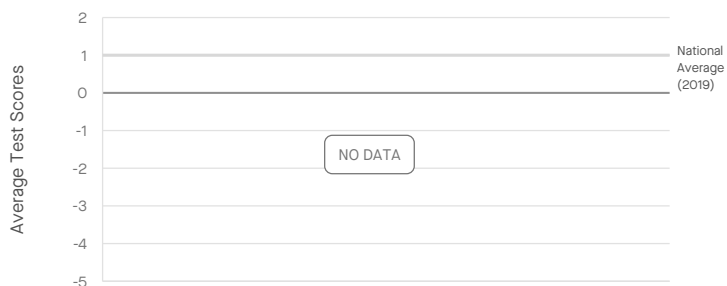 2
1
National
Average
(2019)
0
-1
NO DATA
-2
-3
-4
-5
Average Test Scores